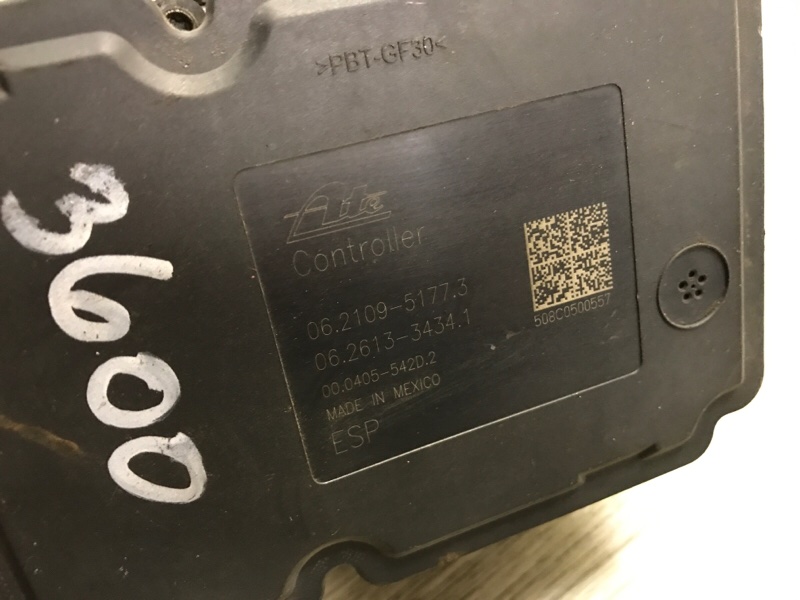 >PBT-GF30<
3600
Ate
Controller
06.2109-5177.3
06.2613-3434.1
00.0405-542D.2
MADE IN MEXICO
ESP
508C0500557